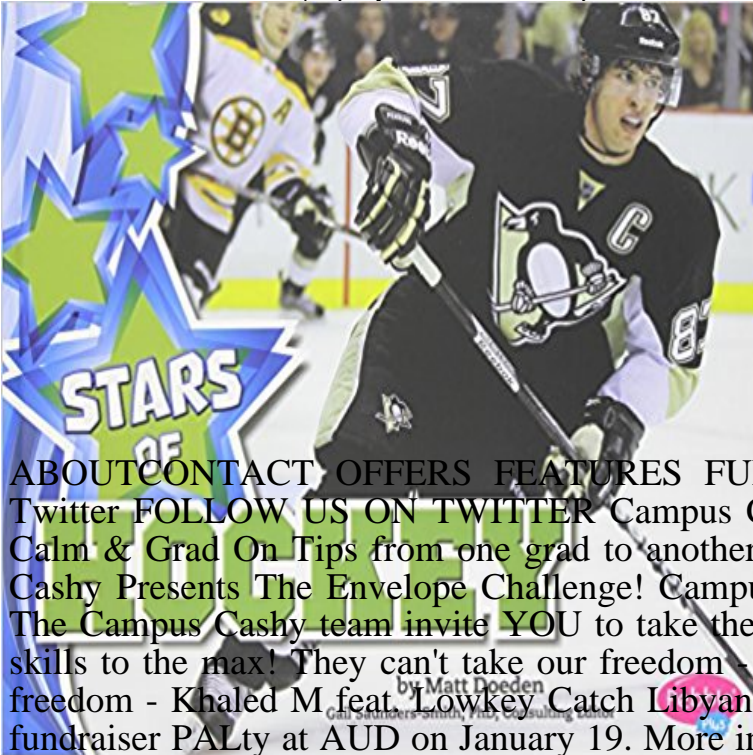 STARS
OF
HOCKEY
ABOUTCONTACT OFFERS FEATURES FU
Twitter FOLLOW US ON TWITTER Campus
Calm & Grad On Tips from one grad to another
Cashy Presents The Envelope Challenge! Campu
The Campus Cashy team invite YOU to take the
skills to the max! They can't take our freedom -
freedom - Khaled M feat. Lowkey Catch Libyan
fundraiser PALty at AUD on January 19. More i
by Matt Doeden
Gail Saunders-Smith, PhD, Consulting Editor
B
A
87
Reebok
C
87